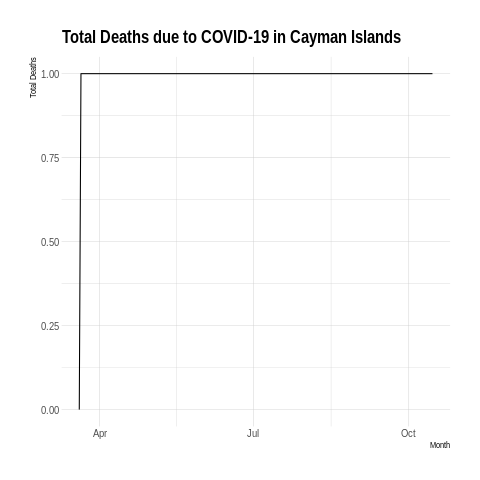 Total Deaths due to COVID-19 in Cayman Islands
Total Deaths
1.00
0.75
0.50
0.25
0.00
Apr
Jul
Oct
Month